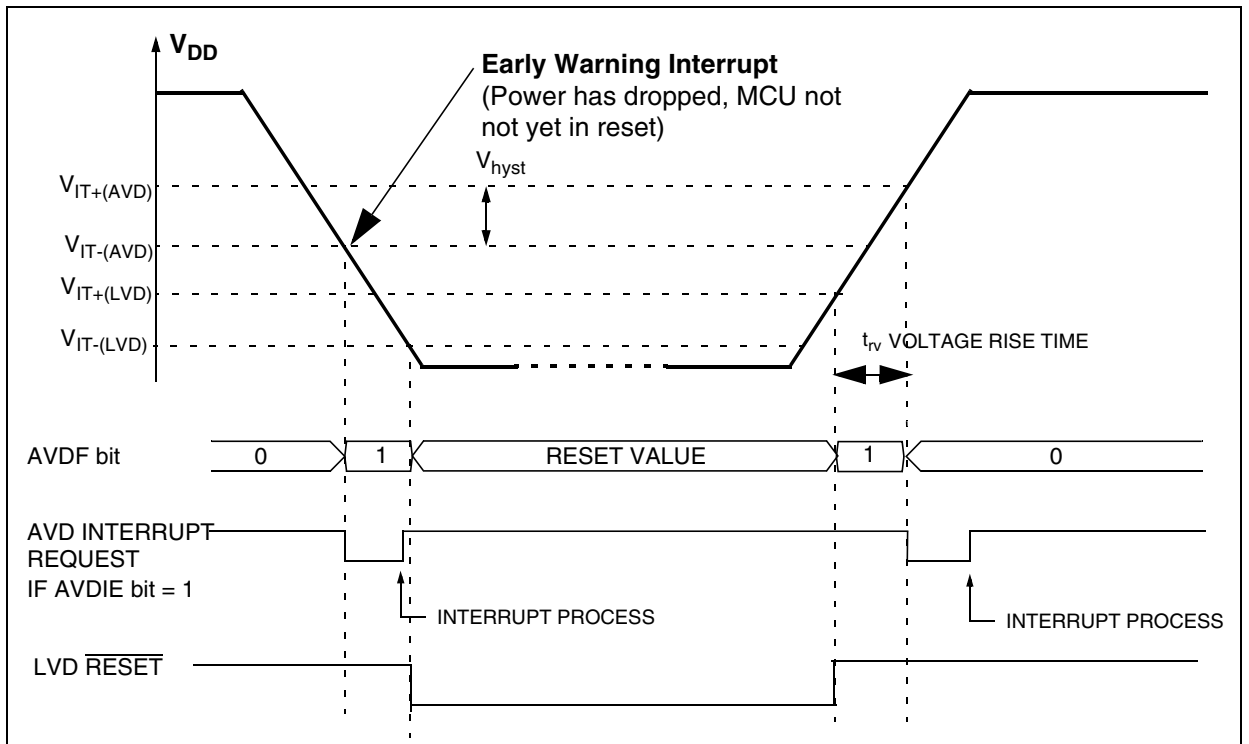 VDD
Early Warning Interrupt
(Power has dropped, MCU not
not yet in reset)
Vhyst
VIT+(AVD)
VIT-(AVD)
VIT+(LVD)
VIT-(LVD)
trv VOLTAGE RISE TIME
AVDF bit
0
1
RESET VALUE
1
0
AVD INTERRUPT
REQUEST
IF AVDIE bit = 1
INTERRUPT PROCESS
INTERRUPT PROCESS
LVD RESET